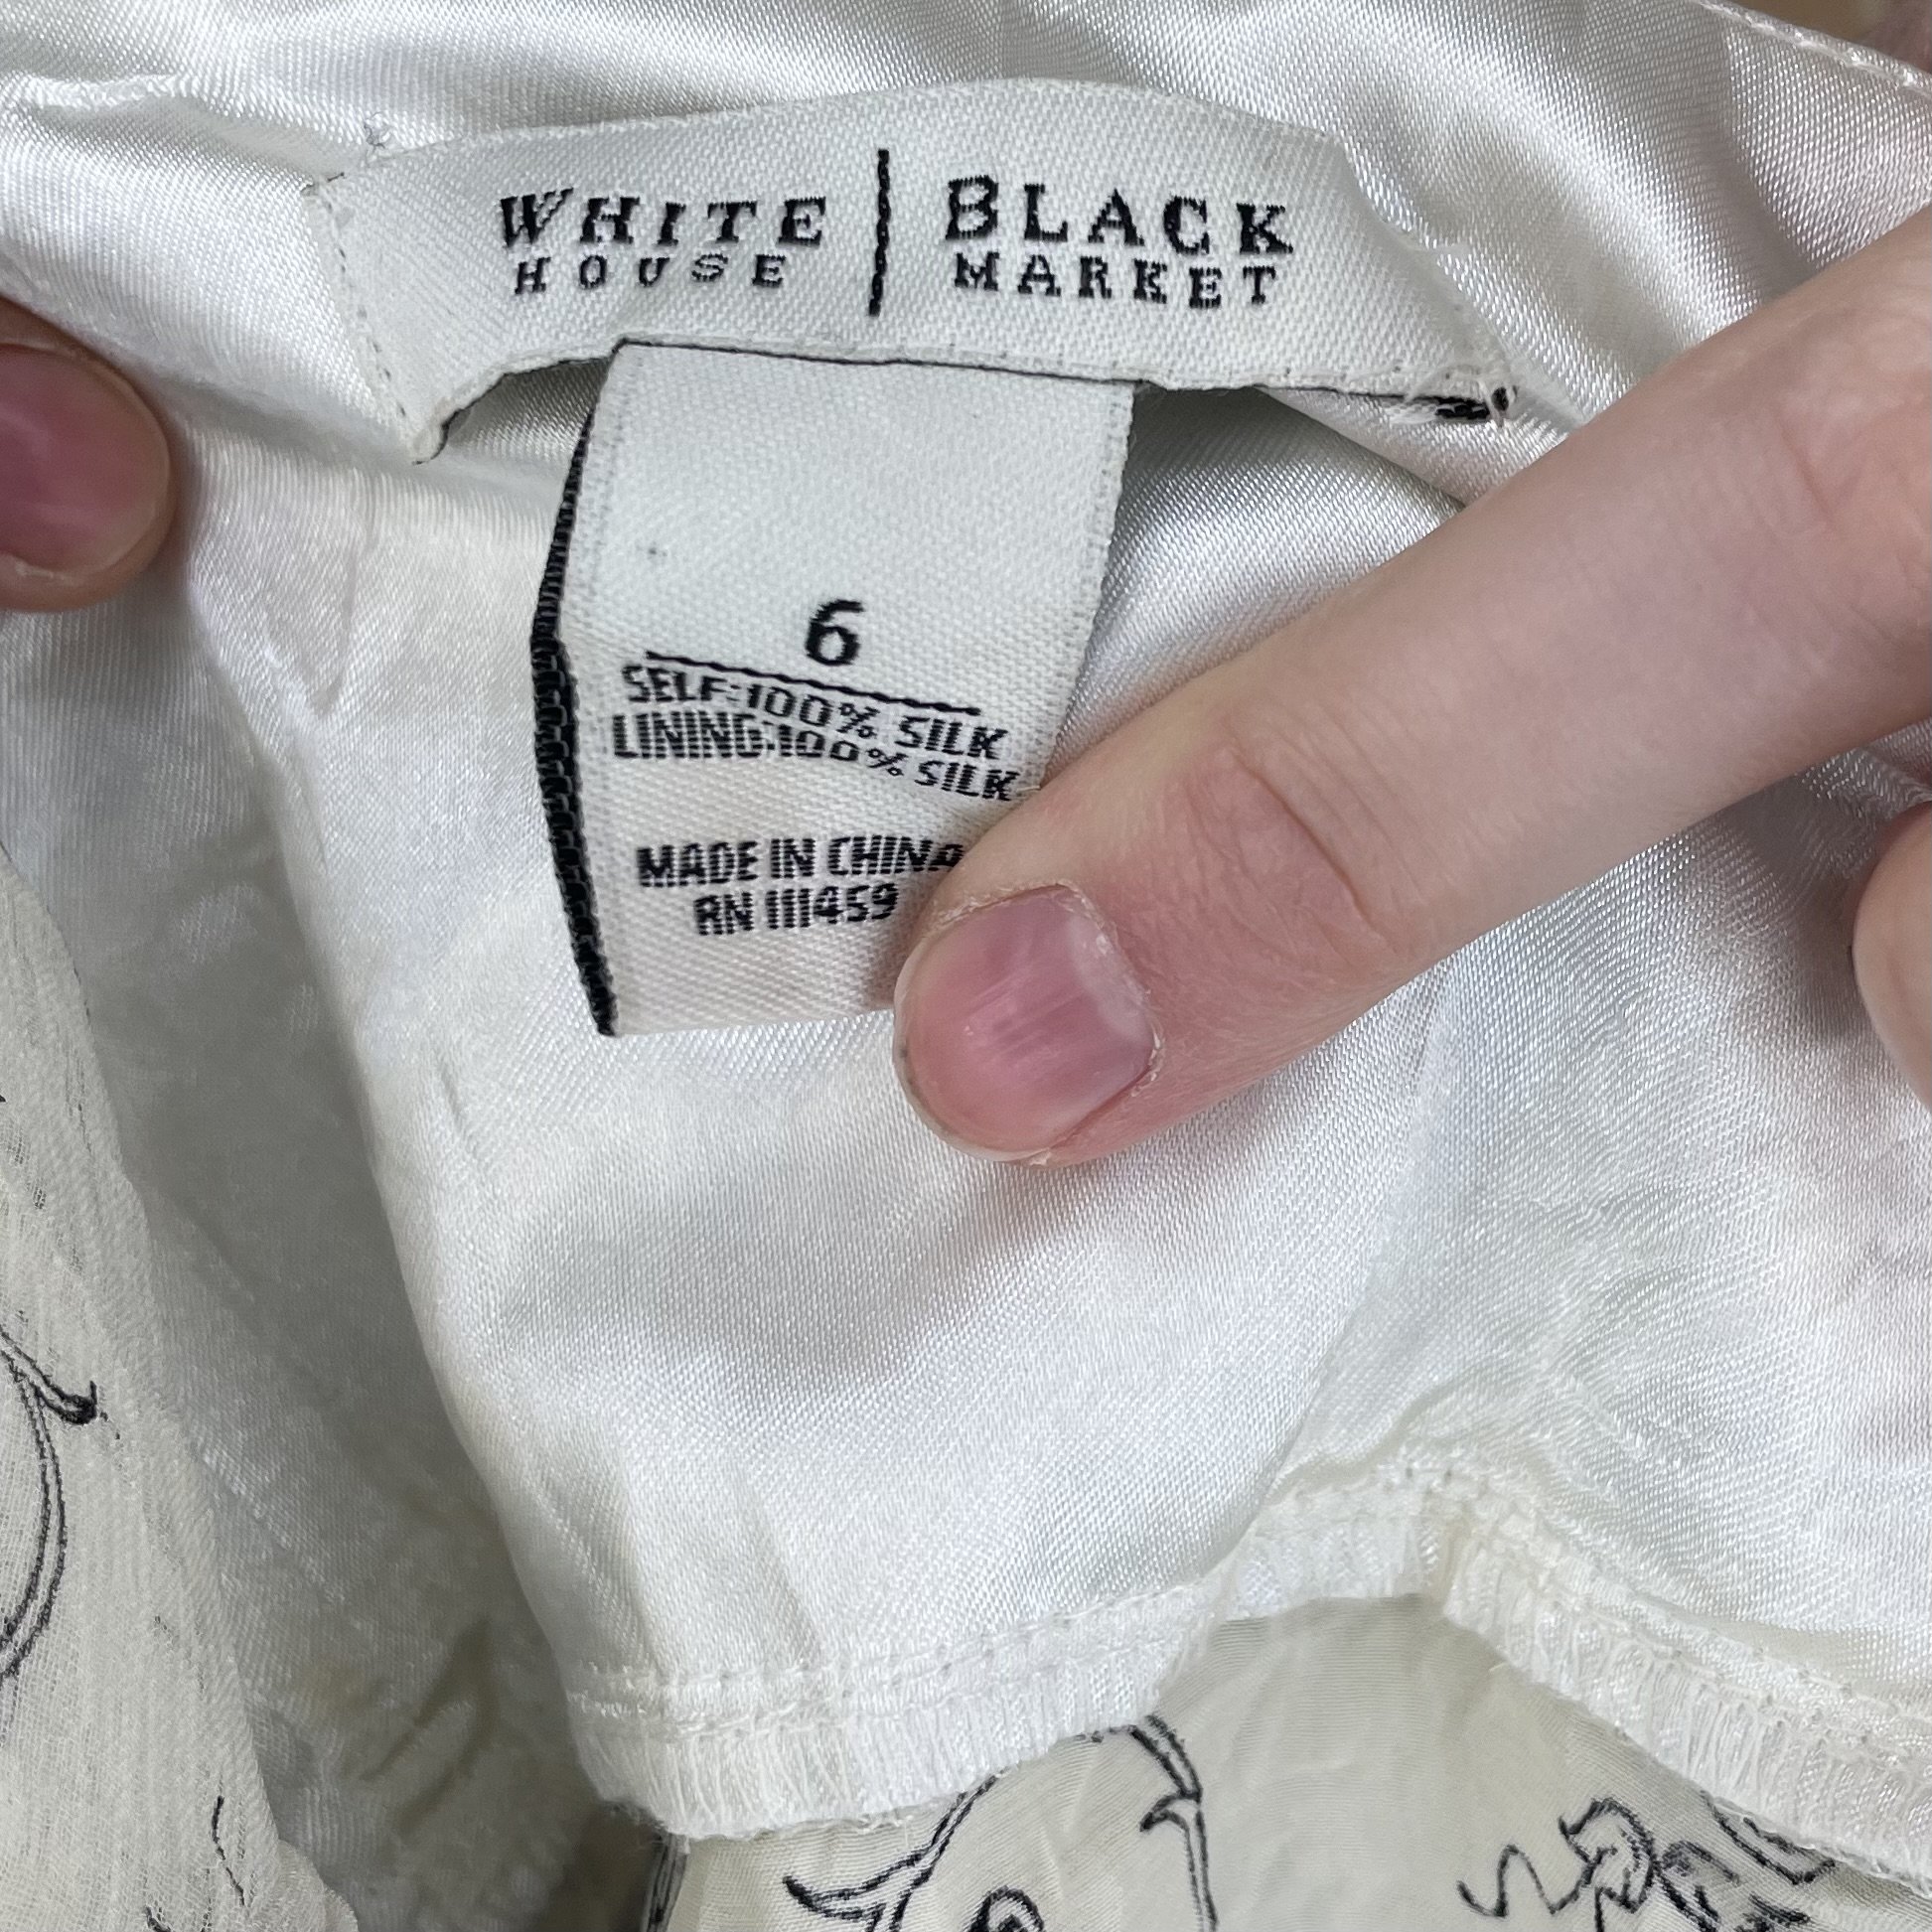 WHITE | BLACK
HOUSE MARKET
6
SELF:100% SILK
LINING:100% SILK
MADE IN CHINA
RN 111459